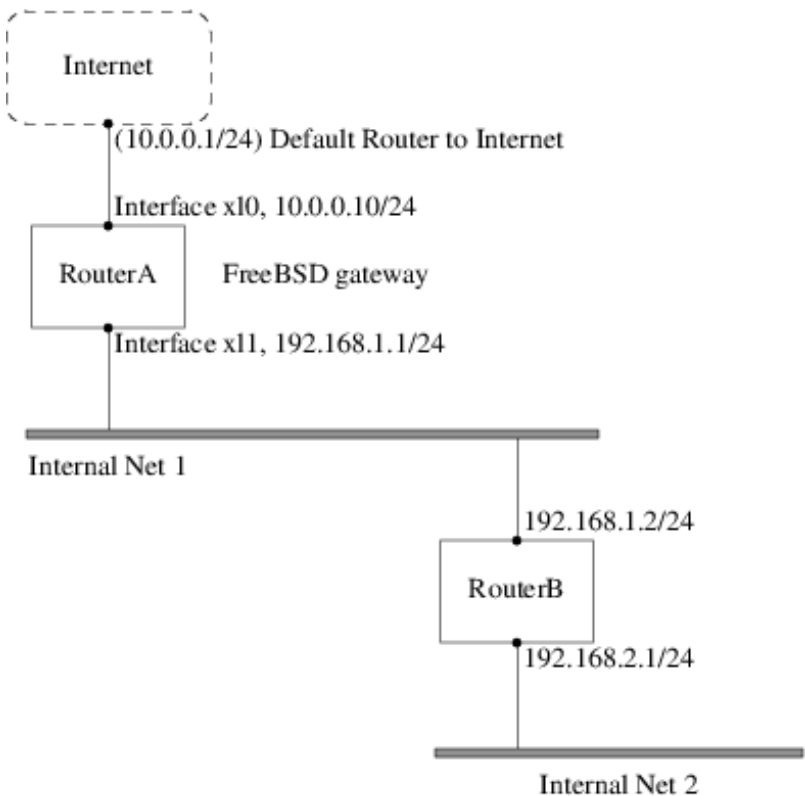 Internet
(10.0.0.1/24) Default Router to Internet
Interface xl0, 10.0.0.10/24
RouterA
FreeBSD gateway
Interface xl1, 192.168.1.1/24
Internal Net 1
192.168.1.2/24
RouterB
192.168.2.1/24
Internal Net 2